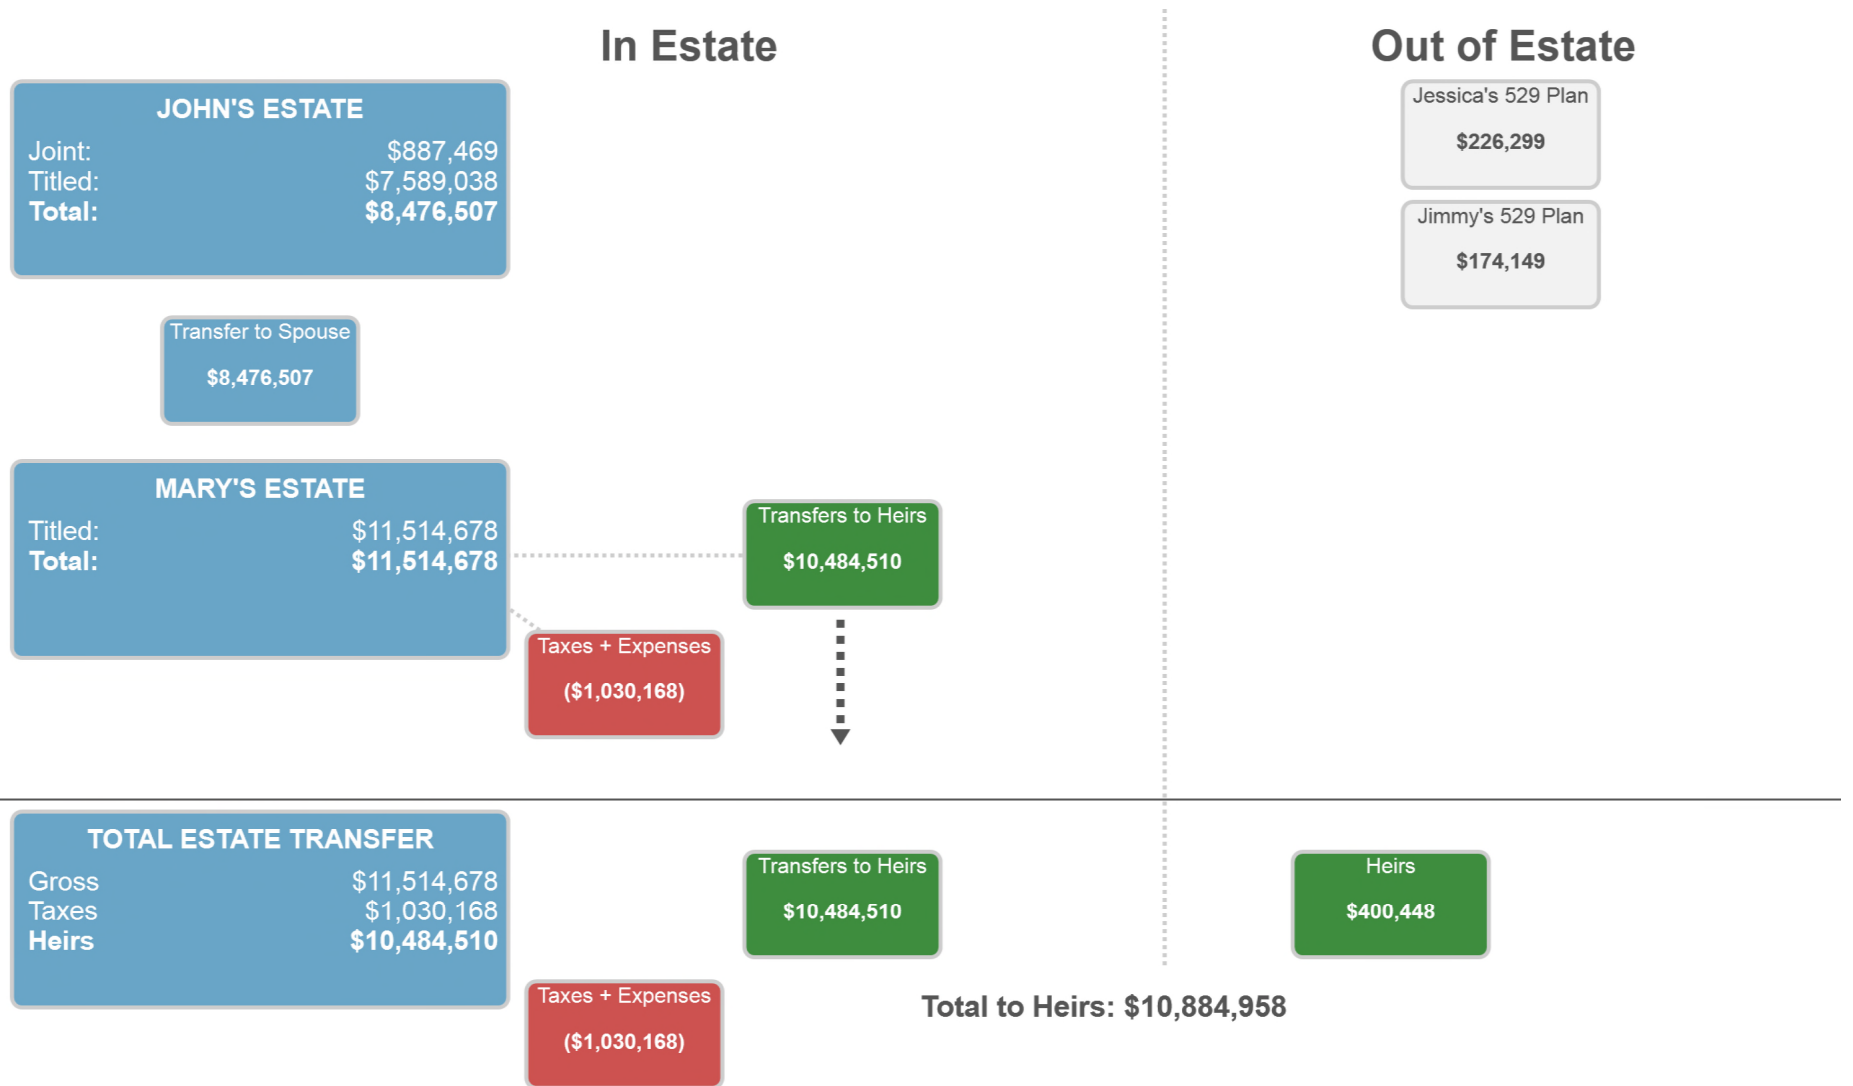 In Estate
Out of Estate
JOHN'S ESTATE
Joint: $887,469
Titled: $7,589,038
Total: $8,476,507
Jessica's 529 Plan
$226,299
Jimmy's 529 Plan
$174,149
Transfer to Spouse
$8,476,507
MARY'S ESTATE
Titled: $11,514,678
Total: $11,514,678
Transfers to Heirs
$10,484,510
Taxes + Expenses
($1,030,168)
TOTAL ESTATE TRANSFER
Gross $11,514,678
Taxes $1,030,168
Heirs $10,484,510
Transfers to Heirs
$10,484,510
Heirs
$400,448
Taxes + Expenses
($1,030,168)
Total to Heirs: $10,884,958